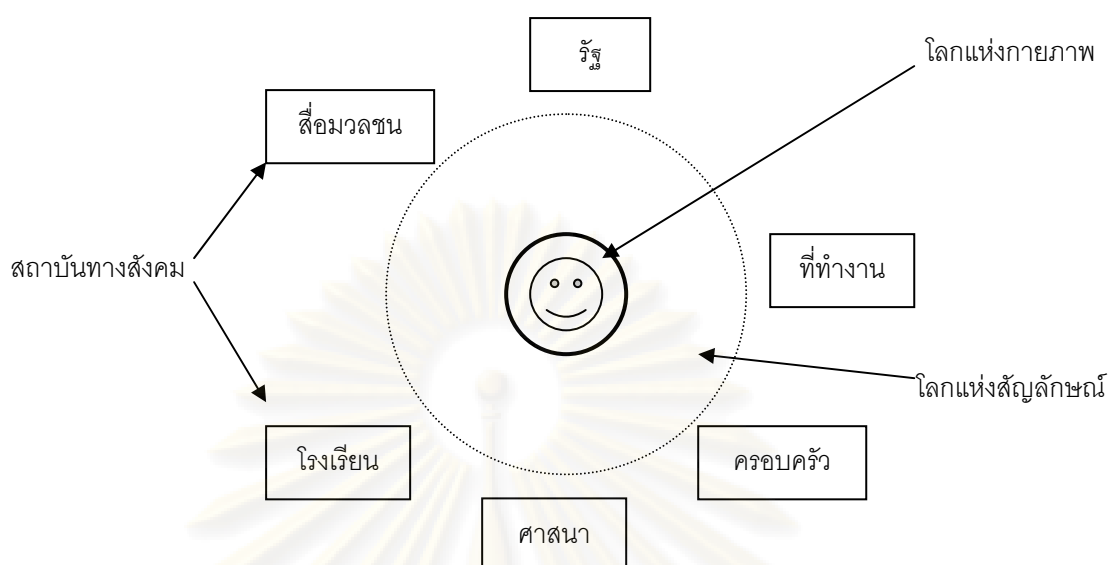 รัฐ
โลกแห่งกายภาพ
สื่อมวลชน
สถาบันทางสังคม
ที่ทำงาน
โลกแห่งสัญลักษณ์
โรงเรียน
ครอบครัว
ศาสนา